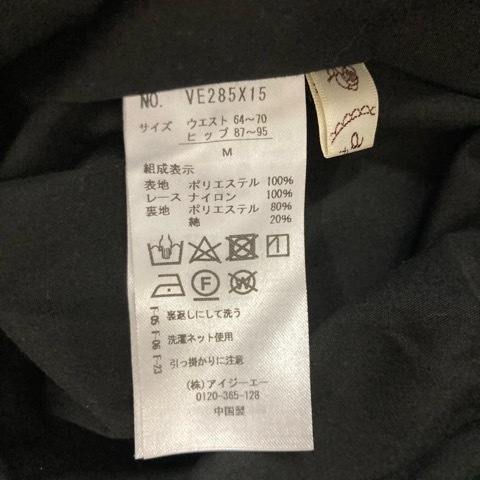 NO. VE285X15
サイズ ウエスト 64～70
ヒップ 87～95
M
組成表示
表地 ポリエステル 100%
レース ナイロン 100%
裏地 ポリエステル 80%
綿 20%
F
W
F-05 裏返しにして洗う
F-06 洗濯ネット使用
F-23 引っ掛かりに注意
(株)アイジーエー
0120-365-128
中国製